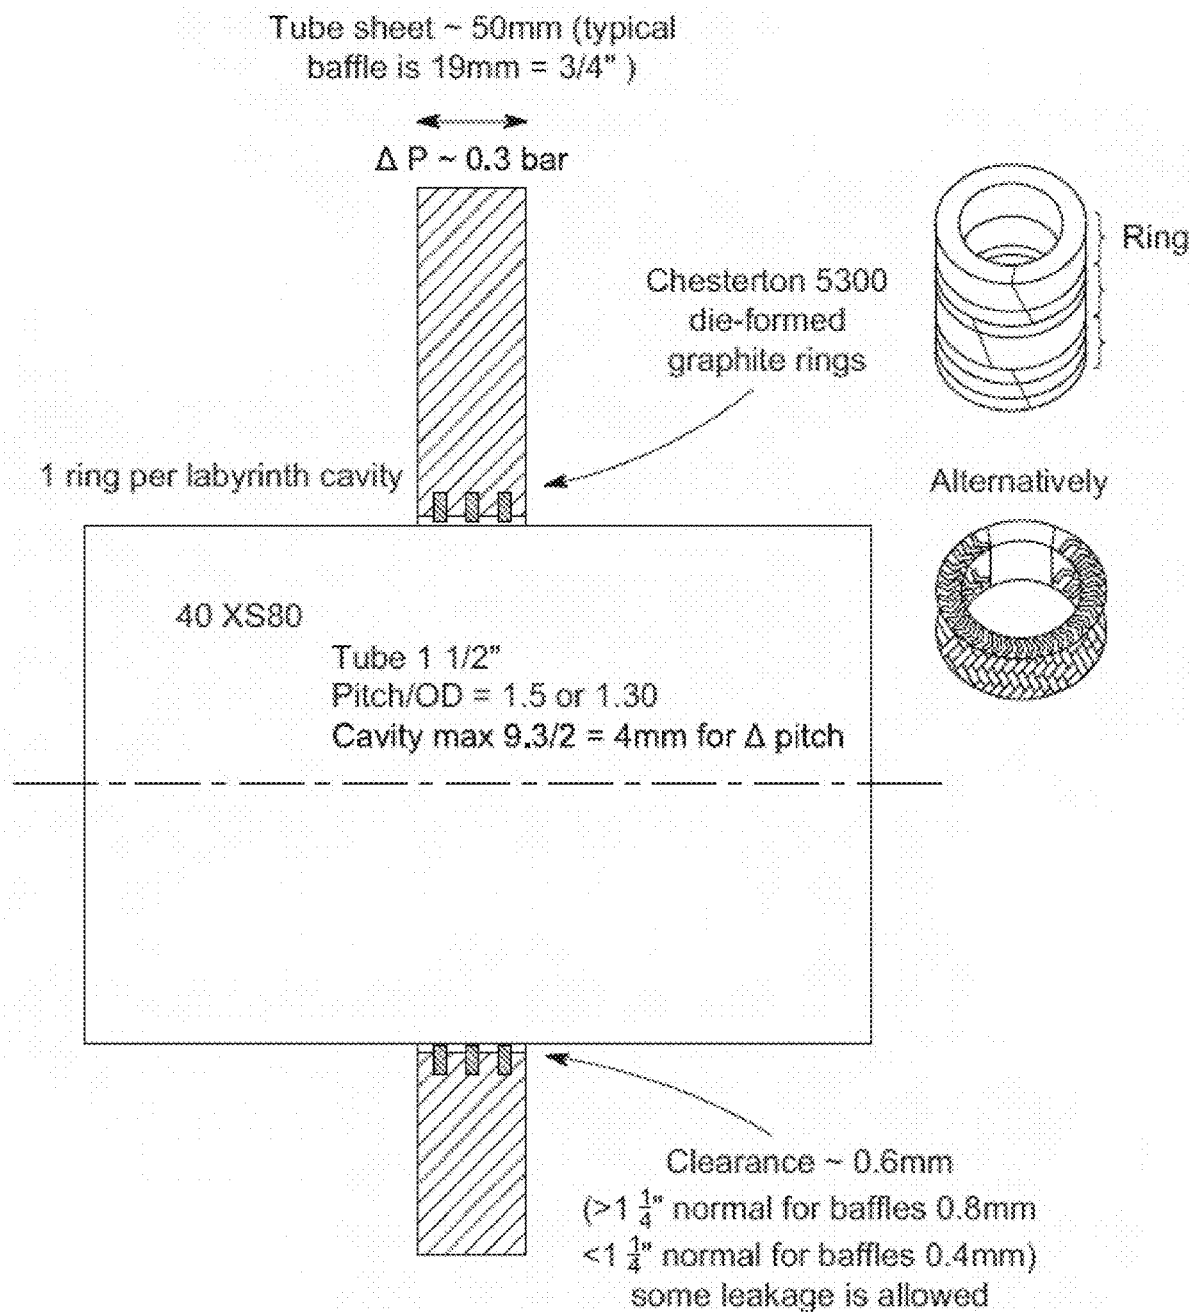 Tube sheet ~ 50mm (typical
baffle is 19mm = 3/4" )
Δ P ~ 0.3 bar
Ring
Chesterton 5300
die-formed
graphite rings
1 ring per labyrinth cavity
Alternatively
40 XS80
Tube 1 1/2"
Pitch/OD = 1.5 or 1.30
Cavity max 9.3/2 = 4mm for Δ pitch
Clearance ~ 0.6mm
(>1 1/4" normal for baffles 0.8mm
<1 1/4" normal for baffles 0.4mm)
some leakage is allowed